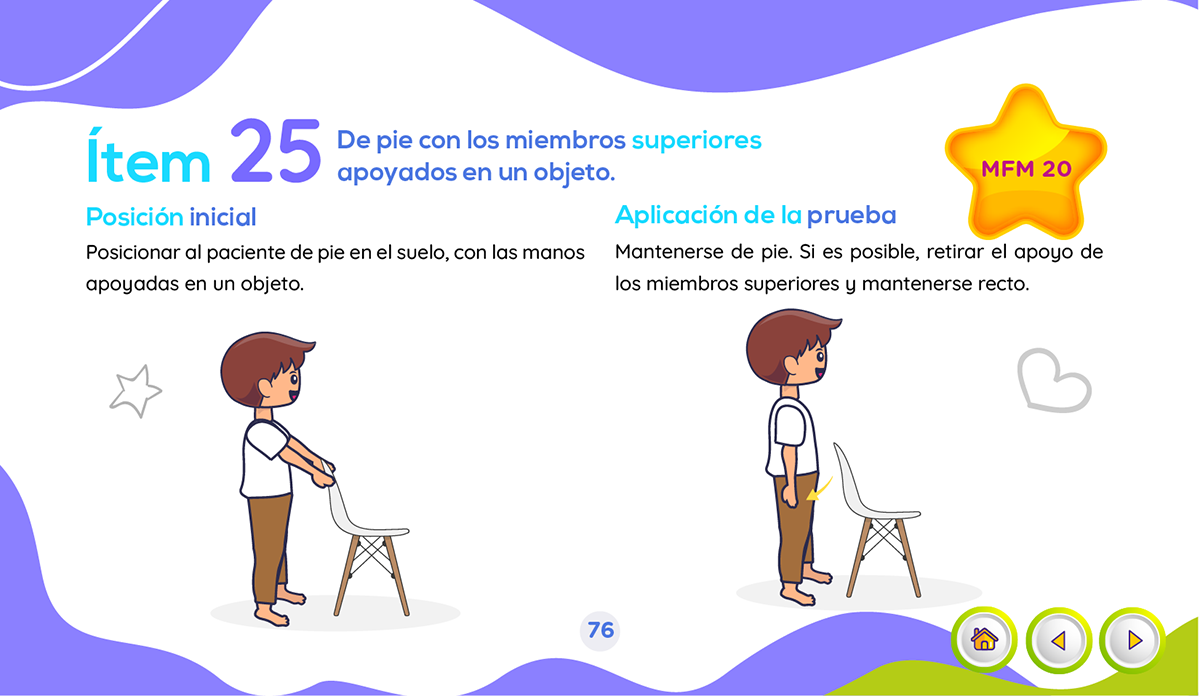 Ítem 25
De pie con los miembros superiores
apoyados en un objeto.
MFM 20
Posición inicial
Posicionar al paciente de pie en el suelo, con las manos
apoyadas en un objeto.
Aplicación de la prueba
Mantenerse de pie. Si es posible, retirar el apoyo de
los miembros superiores y mantenerse recto.
76